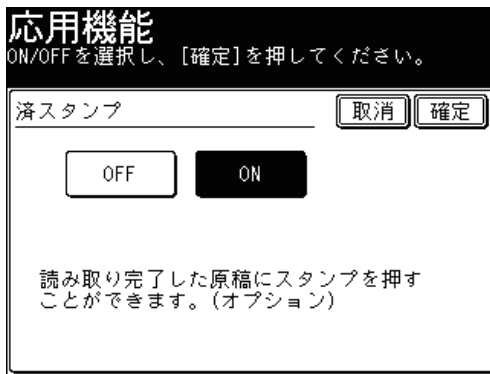 応用機能
ON/OFFを選択し、[確定]を押してください。
済スタンプ 取消 確定
OFF ON
読み取り完了した原稿にスタンプを押す
ことができます。(オプション)